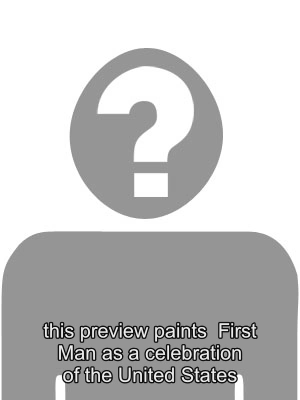 ?
this preview paints  First
Man as a celebration
of the United States